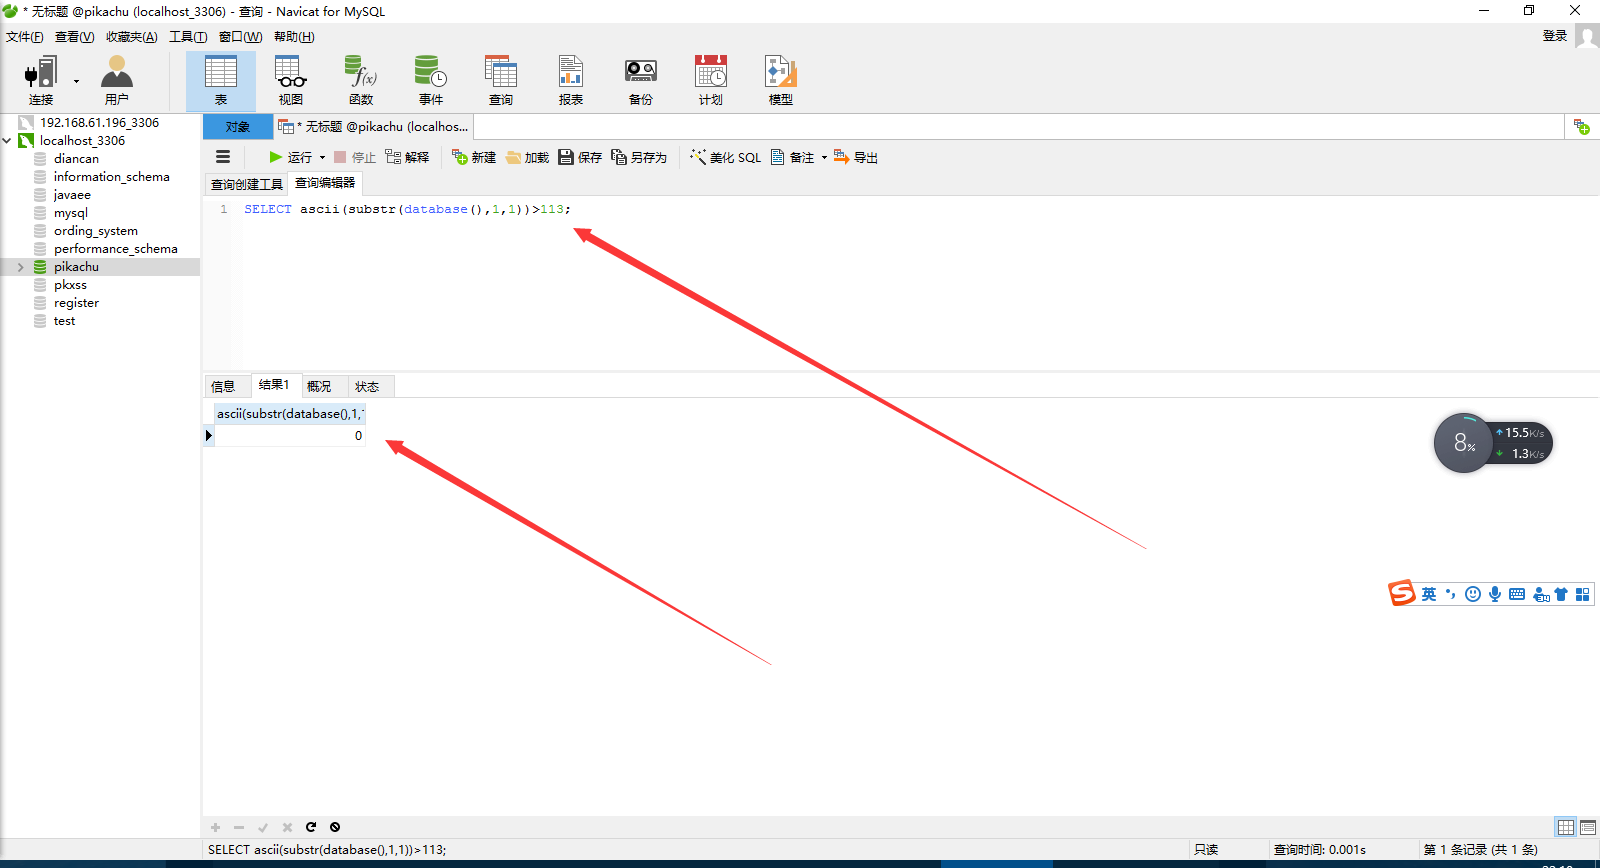 * 无标题 @pikachu (localhost_3306) - 查询 - Navicat for MySQL
文件(F) 查看(V) 收藏夹(A) 工具(T) 窗口(W) 帮助(H) 登录
连接 用户 表 视图 函数 事件 查询 报表 备份 计划 模型
192.168.61.196_3306
localhost_3306
diancan
information_schema
javaee
mysql
ording_system
performance_schema
pikachu
pkxss
register
test
对象 * 无标题 @pikachu (localhos...
运行 停止 解释 新建 加载 保存 另存为 美化 SQL 备注 导出
查询创建工具 查询编辑器
1 SELECT ascii(substr(database(),1,1))>113;
信息 结果1 概况 状态
ascii(substr(database(),1,
0
8% 15.5K/s
1.3K/s
英
SELECT ascii(substr(database(),1,1))>113; 只读 查询时间: 0.001s 第 1 条记录 (共 1 条)